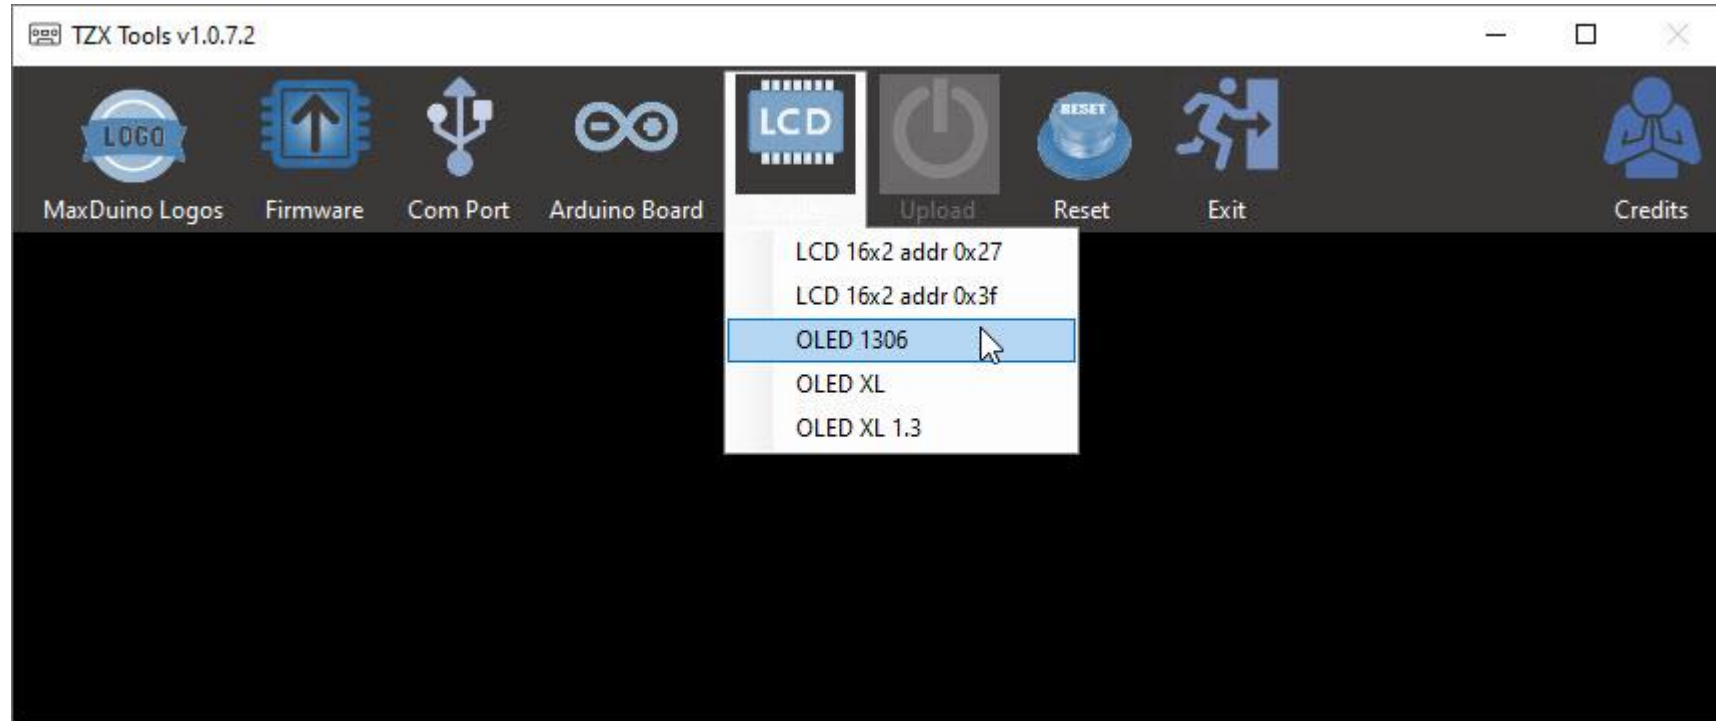 TZX Tools v1.0.7.2
LOGO
LCD
RESET
MaxDuino Logos
Firmware
Com Port
Arduino Board
Upload
Reset
Exit
Credits
LCD 16x2 addr 0x27
LCD 16x2 addr 0x3f
OLED 1306
OLED XL
OLED XL 1.3